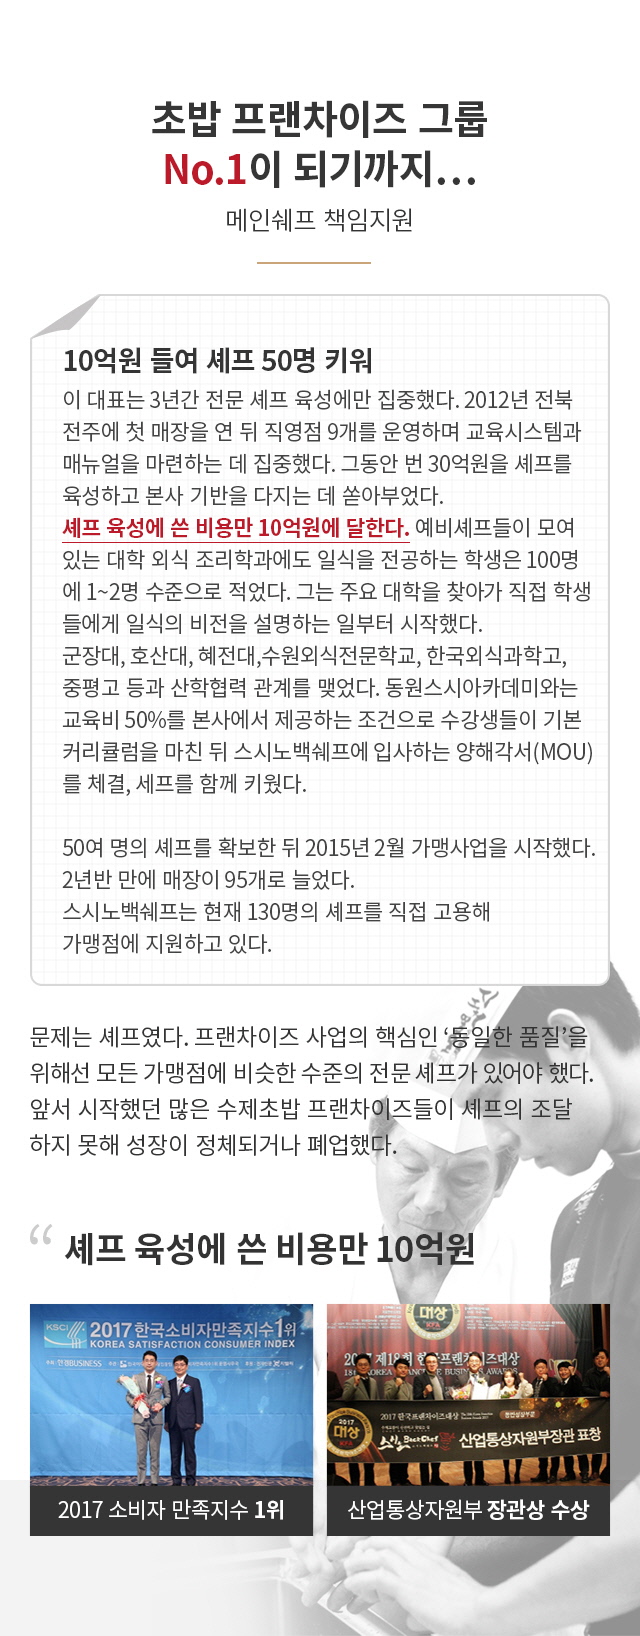 초밥 프랜차이즈 그룹
No.1이 되기까지...
메인쉐프 책임지원
10억원 들여 셰프 50명 키워
이 대표는 3년간 전문 셰프 육성에만 집중했다. 2012년 전북
전주에 첫 매장을 연 뒤 직영점 9개를 운영하며 교육시스템과
매뉴얼을 마련하는 데 집중했다. 그동안 번 30억원을 셰프를
육성하고 본사 기반을 다지는 데 쏟아부었다.
셰프 육성에 쓴 비용만 10억원에 달한다. 예비셰프들이 모여
있는 대학 외식 조리학과에도 일식을 전공하는 학생은 100명
에 1~2명 수준으로 적었다. 그는 주요 대학을 찾아가 직접 학생
들에게 일식의 비전을 설명하는 일부터 시작했다.
군장대, 호산대, 혜전대,수원외식전문학교, 한국외식과학고,
중평고 등과 산학협력 관계를 맺었다. 동원스시아카데미와는
교육비 50%를 본사에서 제공하는 조건으로 수강생들이 기본
커리큘럼을 마친 뒤 스시노백쉐프에 입사하는 양해각서(MOU)
를 체결, 세프를 함께 키웠다.
50여 명의 셰프를 확보한 뒤 2015년 2월 가맹사업을 시작했다.
2년반 만에 매장이 95개로 늘었다.
스시노백쉐프는 현재 130명의 셰프를 직접 고용해
가맹점에 지원하고 있다.
문제는 셰프였다. 프랜차이즈 사업의 핵심인 ‘동일한 품질’을
위해선 모든 가맹점에 비슷한 수준의 전문 셰프가 있어야 했다.
앞서 시작했던 많은 수제초밥 프랜차이즈들이 셰프의 조달
하지 못해 성장이 정체되거나 폐업했다.
“ 셰프 육성에 쓴 비용만 10억원
KSCI
2017 한국소비자만족지수 1위
KOREA SATISFACTION CONSUMER INDEX
한경BUSINESS
2017 소비자 만족지수 1위
대상
2017 제18회 한국프랜차이즈대상
2017 한국프랜차이즈대상
2017
대상
산업통상자원부장관 표창
산업통상자원부 장관상 수상